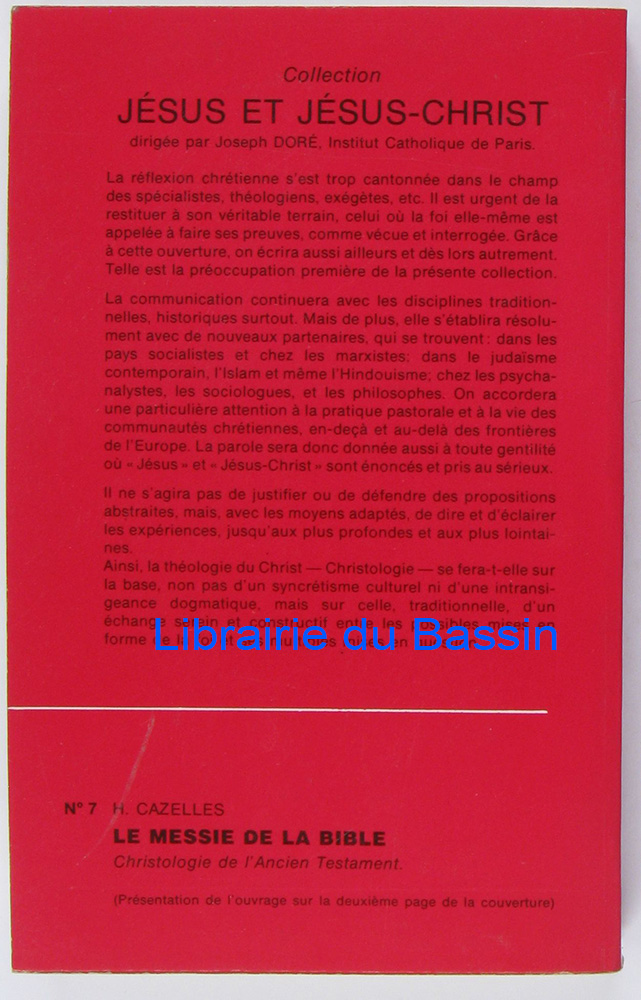 Collection
JÉSUS ET JÉSUS-CHRIST
dirigée par Joseph DORÉ, Institut Catholique de Paris.
La réflexion chrétienne s'est trop cantonnée dans le champ
des spécialistes, théologiens, exégètes, etc. Il est urgent de la
restituer à son véritable terrain, celui où la foi elle-même est
appelée à faire ses preuves, comme vécue et interrogée. Grâce
à cette ouverture, on écrira aussi ailleurs et dès lors autrement.
Telle est la préoccupation première de la présente collection.
La communication continuera avec les disciplines tradition-
nelles, historiques surtout. Mais de plus, elle s'établira résolu-
ment avec de nouveaux partenaires, qui se trouvent : dans les
pays socialistes et chez les marxistes; dans le judaïsme
contemporain, l'Islam et même l'Hindouisme; chez les psycha-
nalystes, les sociologues, et les philosophes. On accordera
une particulière attention à la pratique pastorale et à la vie des
communautés chrétiennes, en-deçà et au-delà des frontières
de l'Europe. La parole sera donc donnée aussi à toute gentilité
où « Jésus » et « Jésus-Christ » sont énoncés et pris au sérieux.
Il ne s'agira pas de justifier ou de défendre des propositions
abstraites, mais, avec les moyens adaptés, de dire et d'éclairer
les expériences, jusqu'aux plus profondes et aux plus lointai-
nes.
Ainsi, la théologie du Christ — Christologie — se fera-t-elle sur
la base, non pas d'un syncrétisme culturel ni d'une intransi-
geance dogmatique, mais sur celle, traditionnelle, d'un
échange serein et constructif entre les possibles mises en
forme de la foi et mises en
Librairie du Bassin
N° 7 H. CAZELLES
LE MESSIE DE LA BIBLE
Christologie de l'Ancien Testament.
(Présentation de l'ouvrage sur la deuxième page de la couverture)